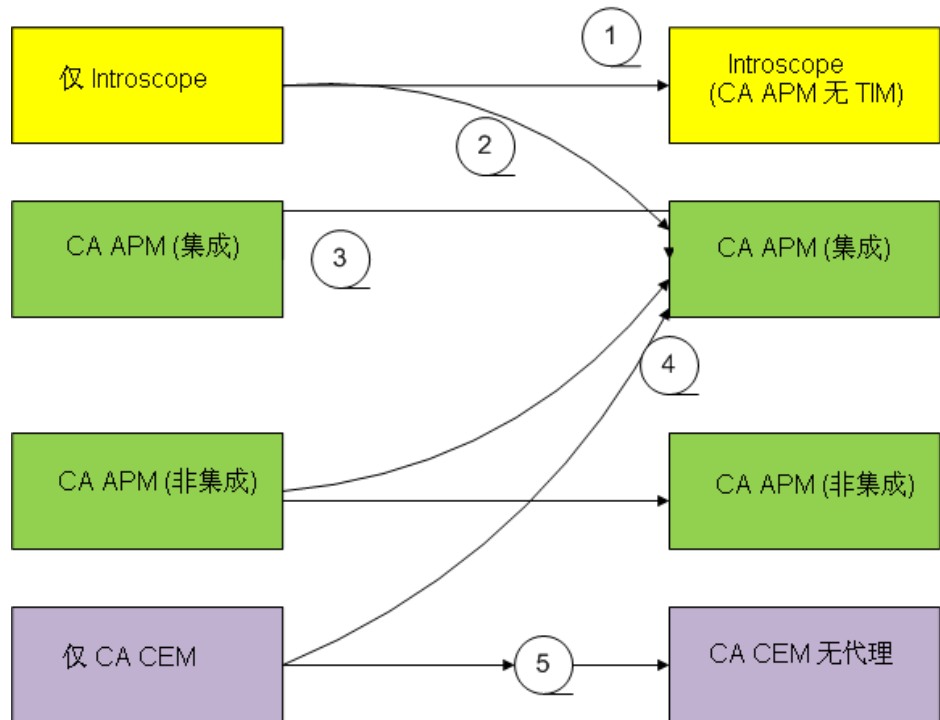 仅 Introscope
1
Introscope
(CA APM 无 TIM)
2
CA APM (集成)
3
CA APM (集成)
4
CA APM (非集成)
CA APM (非集成)
仅 CA CEM
5
CA CEM 无代理